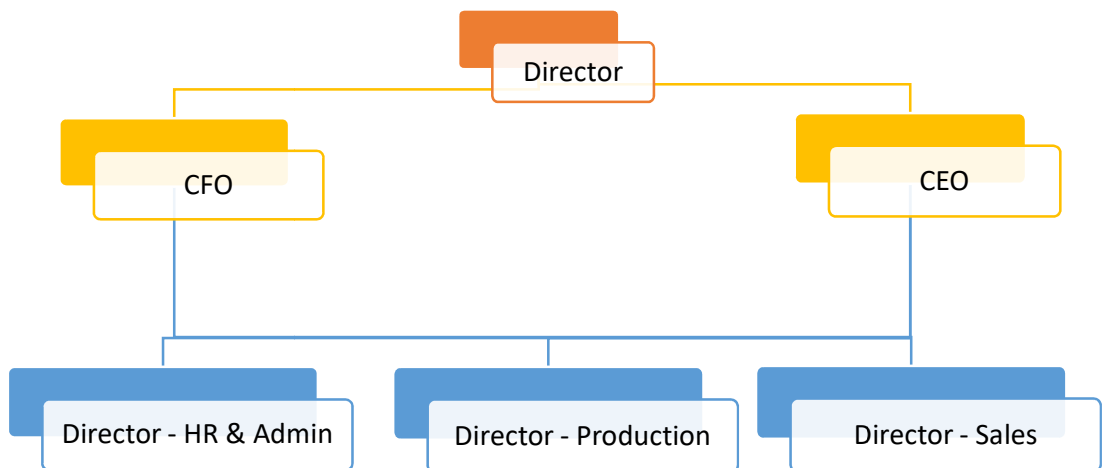 Director
CFO
CEO
Director - HR & Admin
Director - Production
Director - Sales